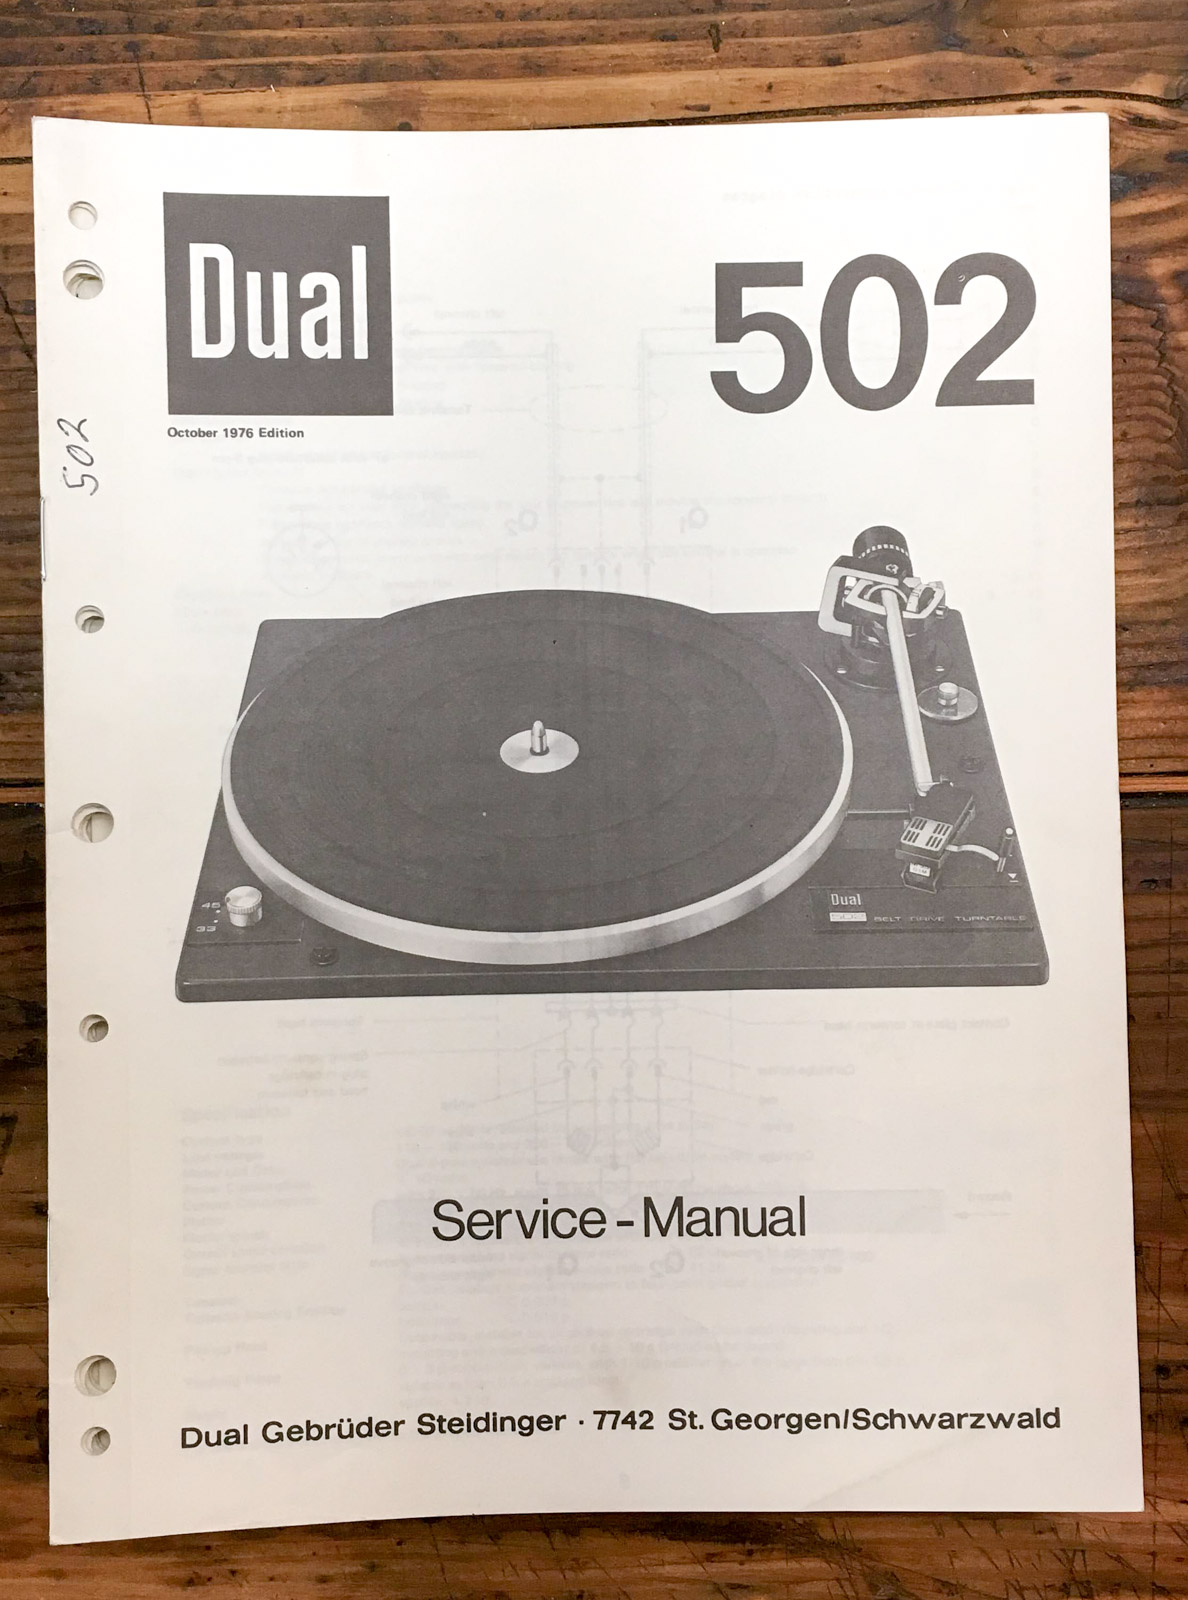 Dual
502
October 1976 Edition
502
45
33
Dual
502 BELT DRIVE TURNTABLE
Service-Manual
Dual Gebrüder Steidinger · 7742 St. Georgen/Schwarzwald